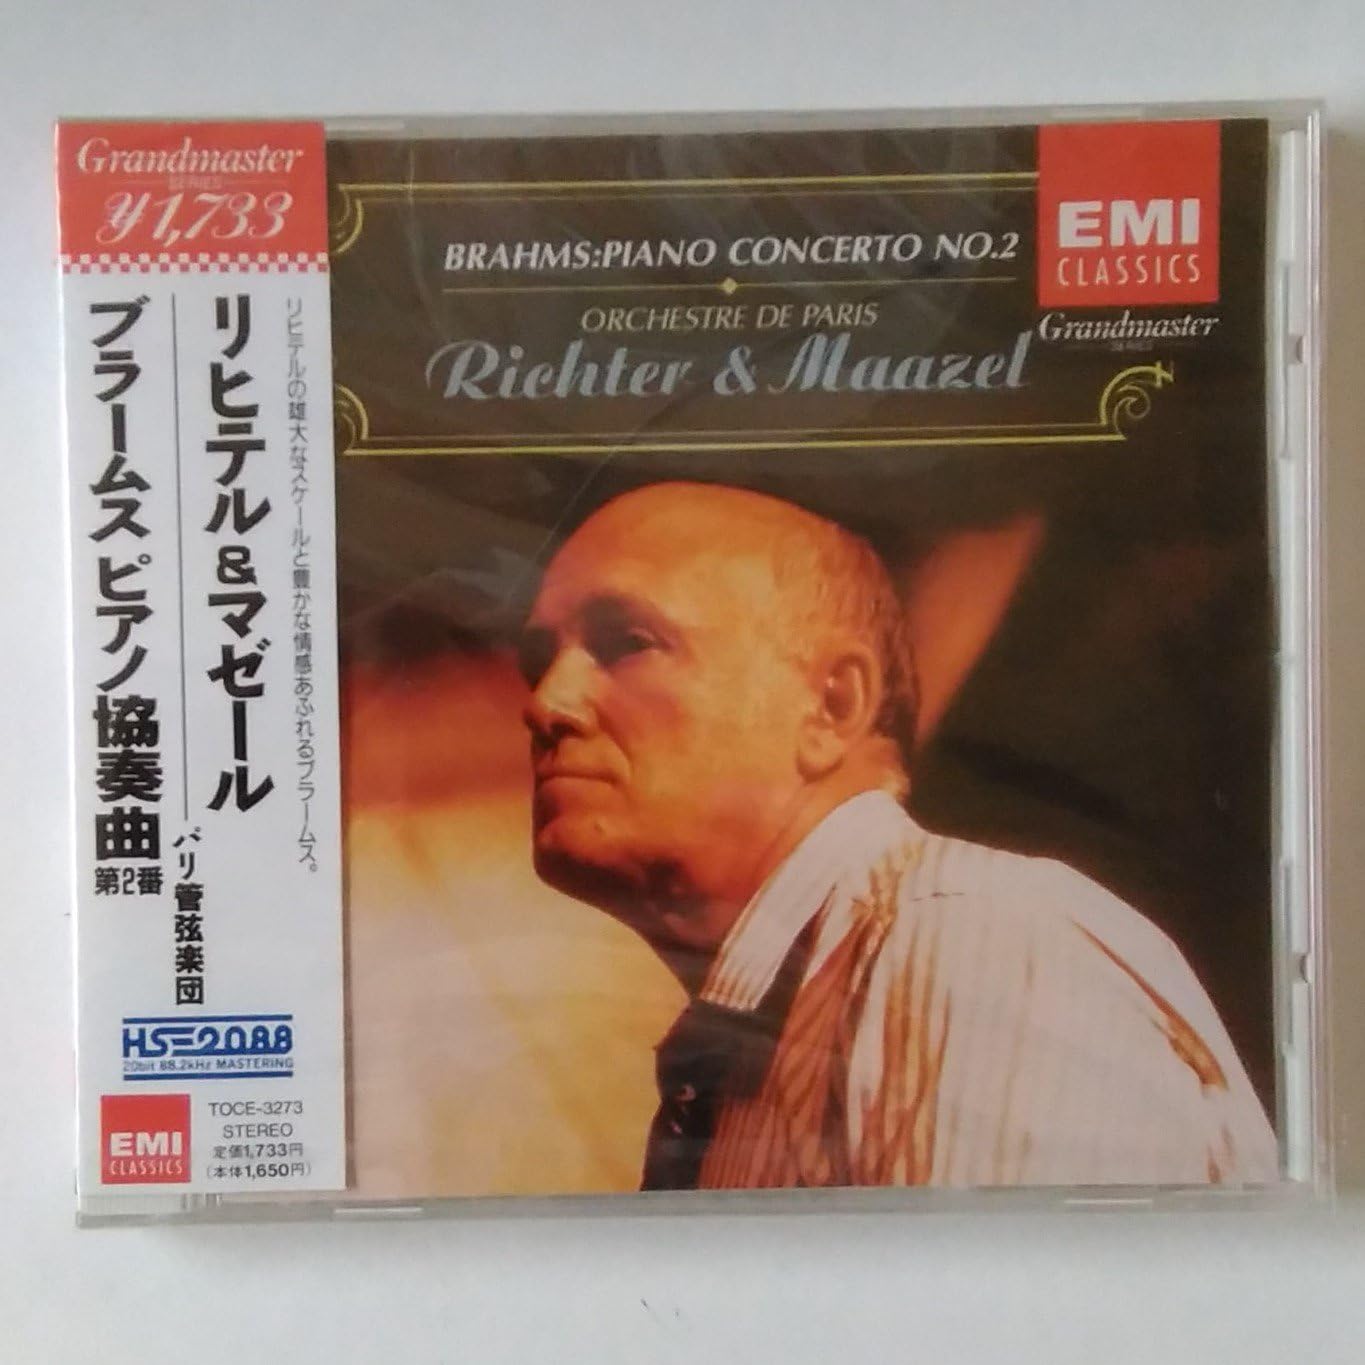 Grandmaster
SERIES
¥1,733
リヒテルの雄大なスケールと豊かな情感あふれるブラームス。
リヒテル&マゼール
パリ管弦楽団
ブラームス ピアノ協奏曲
第2番
HS-2088
20bit 88.2kHz MASTERING
EMI
CLASSICS
TOCE-3273
STEREO
定価1,733円
(本体1,650円)
BRAHMS:PIANO CONCERTO NO.2
ORCHESTRE DE PARIS
Richter & Maazel
EMI
CLASSICS
Grandmaster
SERIES